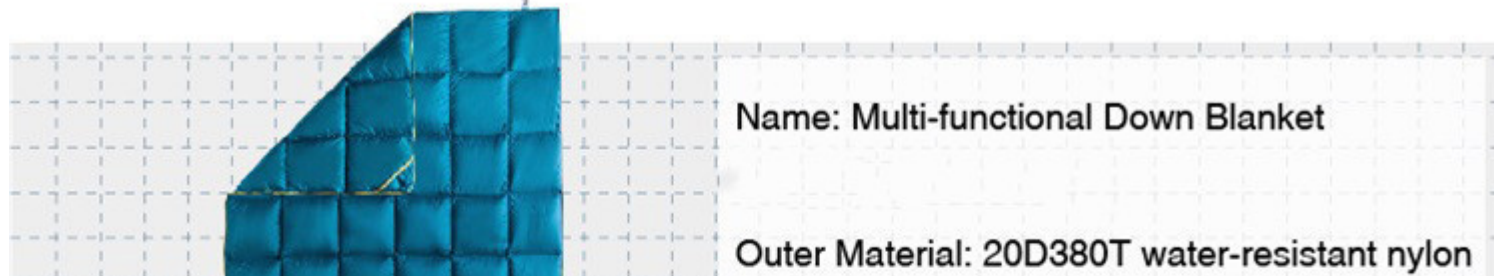 Name: Multi-functional Down Blanket
Outer Material: 20D380T water-resistant nylon